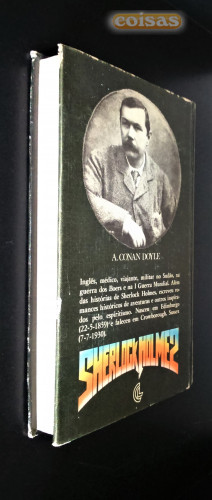 coisas
A. CONAN DOYLE
Inglês, médico, viajante, militar no Sudão, na
guerra dos Boers e na I Guerra Mundial. Além
das histórias de Sherlock Holmes, escreveu ro-
mances históricos de aventuras e outros inspira-
dos pelo espiritismo. Nasceu em Edimburgo
(22-5-1859) e faleceu em Crowborough, Sussex
(7-7-1930).
SHERLOCK HOLMES